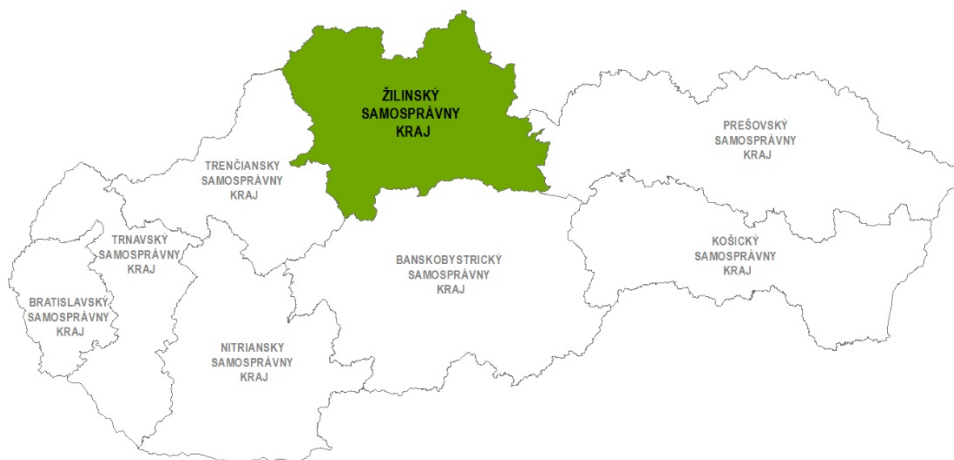 ŽILINSKÝ
SAMOSPRÁVNY
KRAJ
PREŠOVSKÝ
SAMOSPRÁVNY
KRAJ
TRENČIANSKY
SAMOSPRÁVNY
KRAJ
TRNAVSKÝ
SAMOSPRÁVNY
KRAJ
KOŠICKÝ
SAMOSPRÁVNY
KRAJ
BANSKOBYSTRICKÝ
SAMOSPRÁVNY
KRAJ
BRATISLAVSKÝ
SAMOSPRÁVNY
KRAJ
NITRIANSKY
SAMOSPRÁVNY
KRAJ